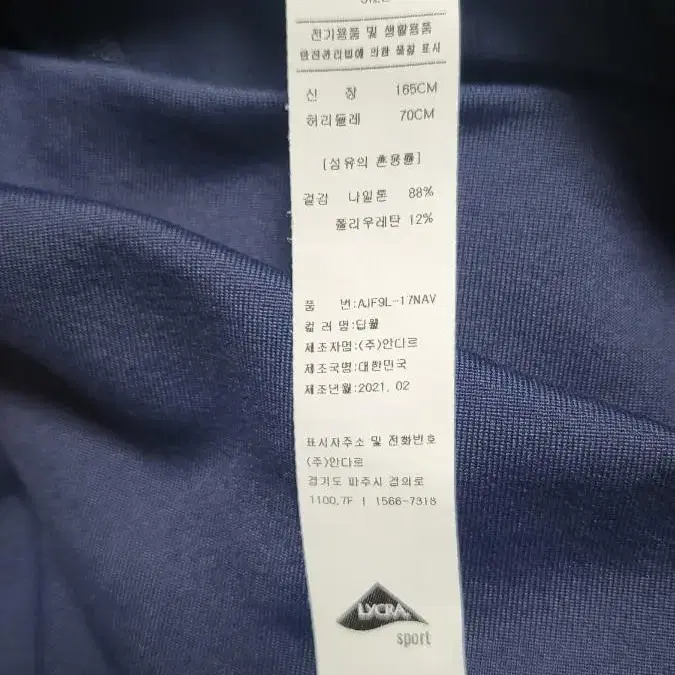 전기용품 및 생활용품
안전관리법에 의한 품질 표시
신 장 165CM
허리둘레 70CM
[섬유의 혼용률]
겉감 나일론 88%
폴리우레탄 12%
품 번:AJF9L-17NAV
컬 러 명:딥웰
제조자명:(주)안다르
제조국명:대한민국
제조년월:2021. 02
표시자주소 및 전화번호
(주)안다르
경기도 파주시 경의로
1100,7F | 1566-7318
LYCRA
sport